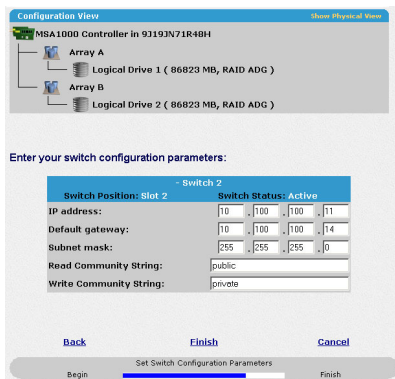 Configuration View Show Physical View
MSA1000 Controller in 9J19JN71R48H
Array A
Logical Drive 1 ( 86823 MB, RAID ADG )
Array B
Logical Drive 2 ( 86823 MB, RAID ADG )
Enter your switch configuration parameters:
- Switch 2
Switch Position: Slot 2 Switch Status: Active
IP address: 10 . 100 . 100 . 11
Default gateway: 10 . 100 . 100 . 14
Subnet mask: 255 . 255 . 255 . 0
Read Community String: public
Write Community String: private
Back Finish Cancel
Set Switch Configuration Parameters
Begin Finish